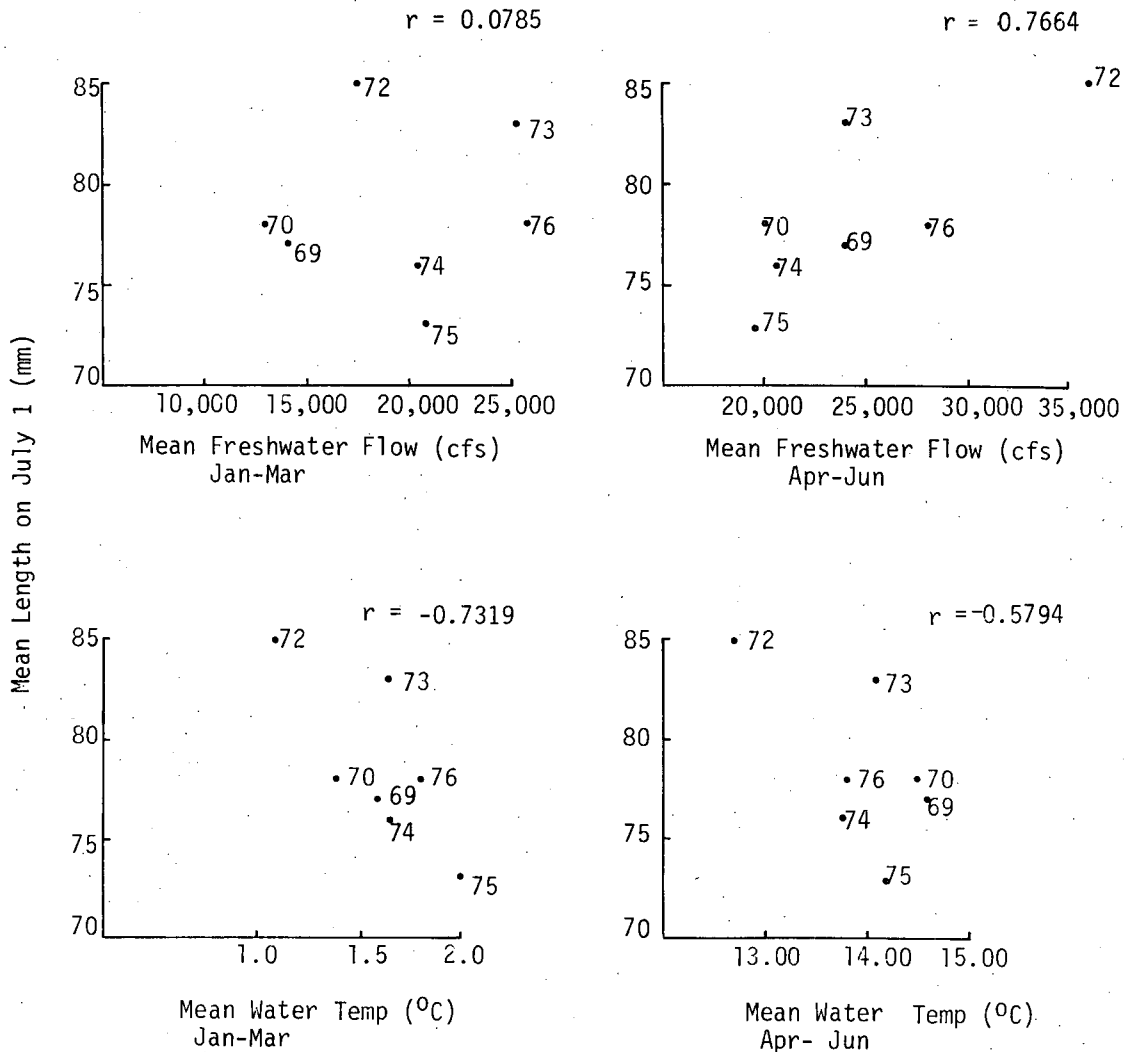 r = 0.0785
85
80
75
70
72
73
70
69
76
74
75
10,000 15,000 20,000 25,000
Mean Freshwater Flow (cfs)
Jan-Mar
r = 0.7664
85
80
75
70
72
73
70
69
76
74
75
20,000 25,000 30,000 35,000
Mean Freshwater Flow (cfs)
Apr-Jun
Mean Length on July 1 (mm)
r = -0.7319
85
80
75
70
72
73
70
76
69
74
75
1.0 1.5 2.0
Mean Water Temp (°C)
Jan-Mar
r = -0.5794
85
80
75
70
72
73
76
70
69
74
75
13.00 14.00 15.00
Mean Water Temp (°C)
Apr- Jun